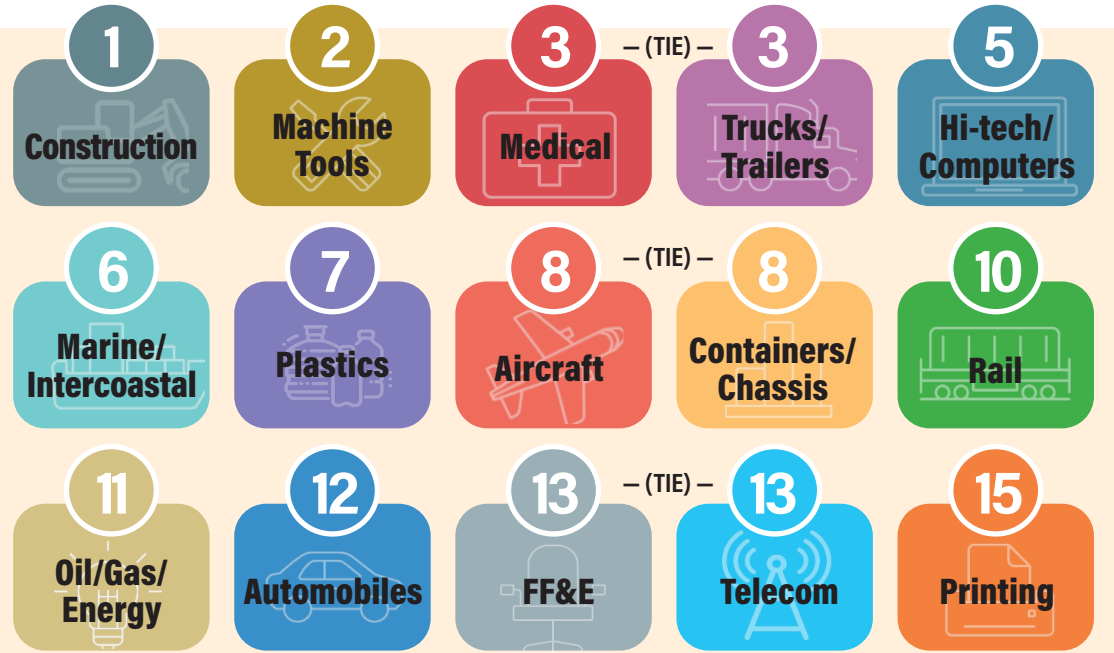 1
2
3
– (TIE) –
3
5
Construction
Machine
Tools
Medical
Trucks/
Trailers
Hi-tech/
Computers
6
7
8
– (TIE) –
8
10
Marine/
Intercoastal
Plastics
Aircraft
Containers/
Chassis
Rail
11
12
13
– (TIE) –
13
15
Oil/Gas/
Energy
Automobiles
FF&E
Telecom
Printing